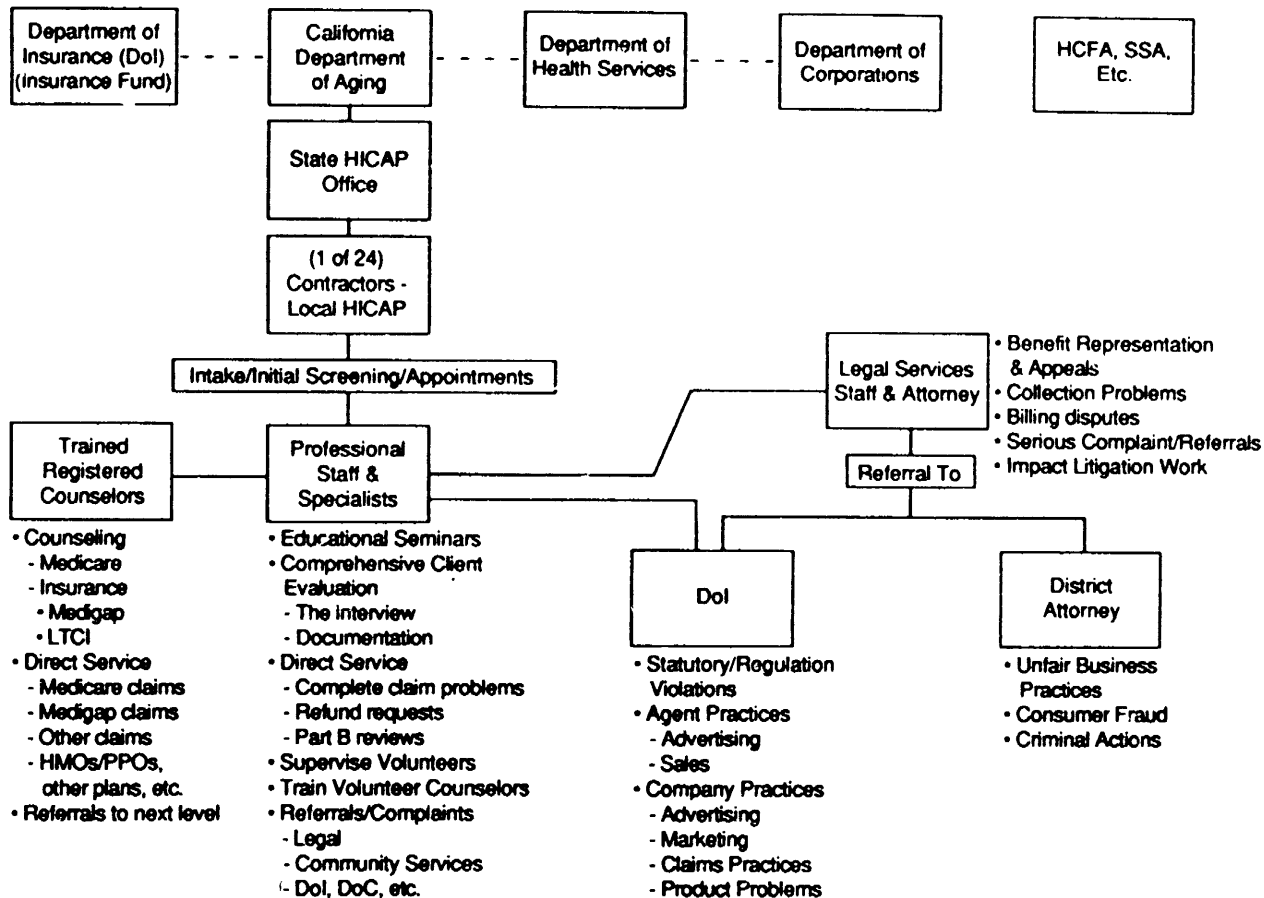 Department of
Insurance (DoI)
(Insurance Fund)
California
Department
of Aging
Department of
Health Services
Department of
Corporations
HCFA, SSA,
Etc.
State HICAP
Office
(1 of 24)
Contractors -
Local HICAP
Intake/Initial Screening/Appointments
Legal Services
Staff & Attorney
• Benefit Representation
& Appeals
• Collection Problems
• Billing disputes
• Serious Complaint/Referrals
• Impact Litigation Work
Referral To
Trained
Registered
Counselors
• Counseling
- Medicare
- Insurance
• Medigap
• LTCI
• Direct Service
- Medicare claims
- Medigap claims
- Other claims
- HMOs/PPOs,
other plans, etc.
• Referrals to next level
Professional
Staff &
Specialists
• Educational Seminars
• Comprehensive Client
Evaluation
- The Interview
- Documentation
• Direct Service
- Complete claim problems
- Refund requests
- Part B reviews
• Supervise Volunteers
• Train Volunteer Counselors
• Referrals/Complaints
- Legal
- Community Services
- DoI, DoC, etc.
DoI
• Statutory/Regulation
Violations
• Agent Practices
- Advertising
- Sales
• Company Practices
- Advertising
- Marketing
- Claims Practices
- Product Problems
District
Attorney
• Unfair Business
Practices
• Consumer Fraud
• Criminal Actions